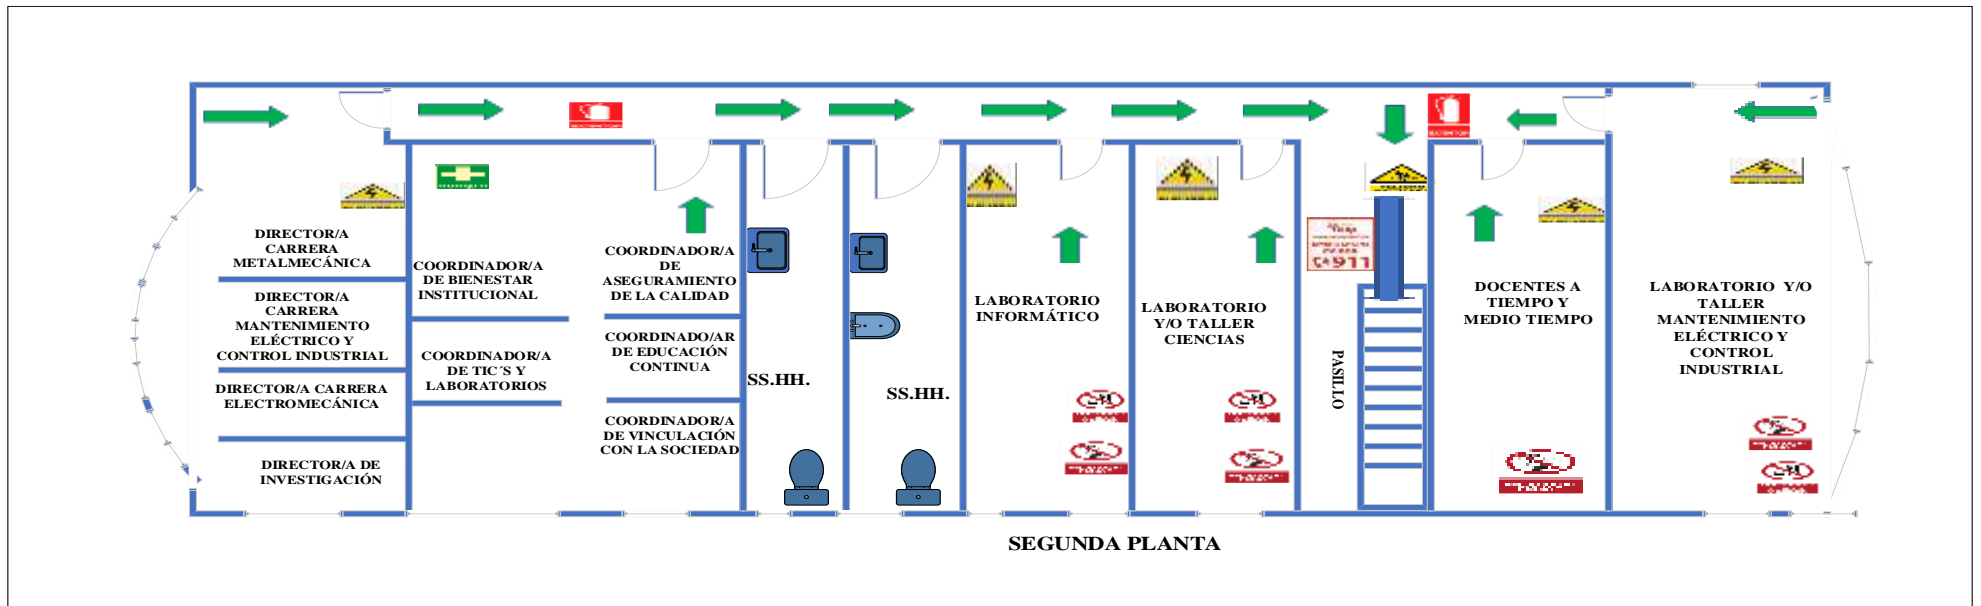 DIRECTOR/A
CARRERA
METALMECÁNICA
DIRECTOR/A
CARRERA
MANTENIMIENTO
ELÉCTRICO Y
CONTROL INDUSTRIAL
DIRECTOR/A CARRERA
ELECTROMECÁNICA
DIRECTOR/A DE
INVESTIGACIÓN
COORDINADOR/A
DE BIENESTAR
INSTITUCIONAL
COORDINADOR/A
DE TIC´S Y
LABORATORIOS
COORDINADOR/A
DE
ASEGURAMIENTO
DE LA CALIDAD
COORDINADO/AR
DE EDUCACIÓN
CONTINUA
COORDINADOR/A
DE VINCULACIÓN
CON LA SOCIEDAD
SS.HH.
SS.HH.
LABORATORIO
INFORMÁTICO
LABORATORIO
Y/O TALLER
CIENCIAS
911
PASILLO
EXTINTOR
DOCENTES A
TIEMPO Y
MEDIO TIEMPO
LABORATORIO Y/O
TALLER
MANTENIMIENTO
ELÉCTRICO Y
CONTROL
INDUSTRIAL
SEGUNDA PLANTA